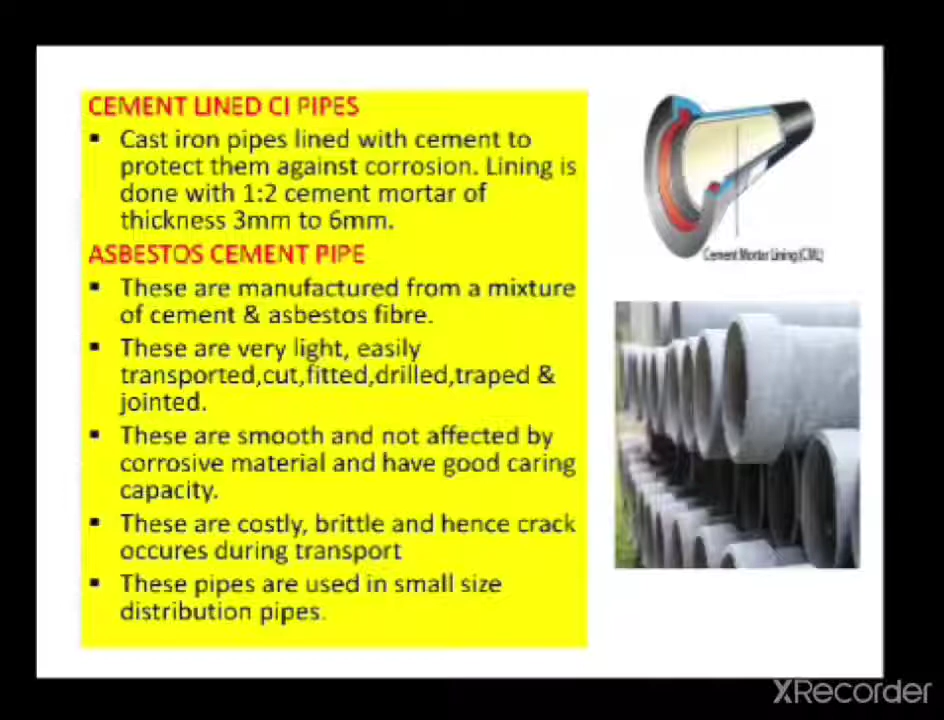 CEMENT LINED CI PIPES
▪ Cast iron pipes lined with cement to
protect them against corrosion. Lining is
done with 1:2 cement mortar of
thickness 3mm to 6mm.
ASBESTOS CEMENT PIPE
▪ These are manufactured from a mixture
of cement & asbestos fibre.
▪ These are very light, easily
transported,cut,fitted,drilled,traped &
jointed.
▪ These are smooth and not affected by
corrosive material and have good caring
capacity.
▪ These are costly, brittle and hence crack
occures during transport
▪ These pipes are used in small size
distribution pipes.
Cement Mortar Lining (CML)
XRecorder